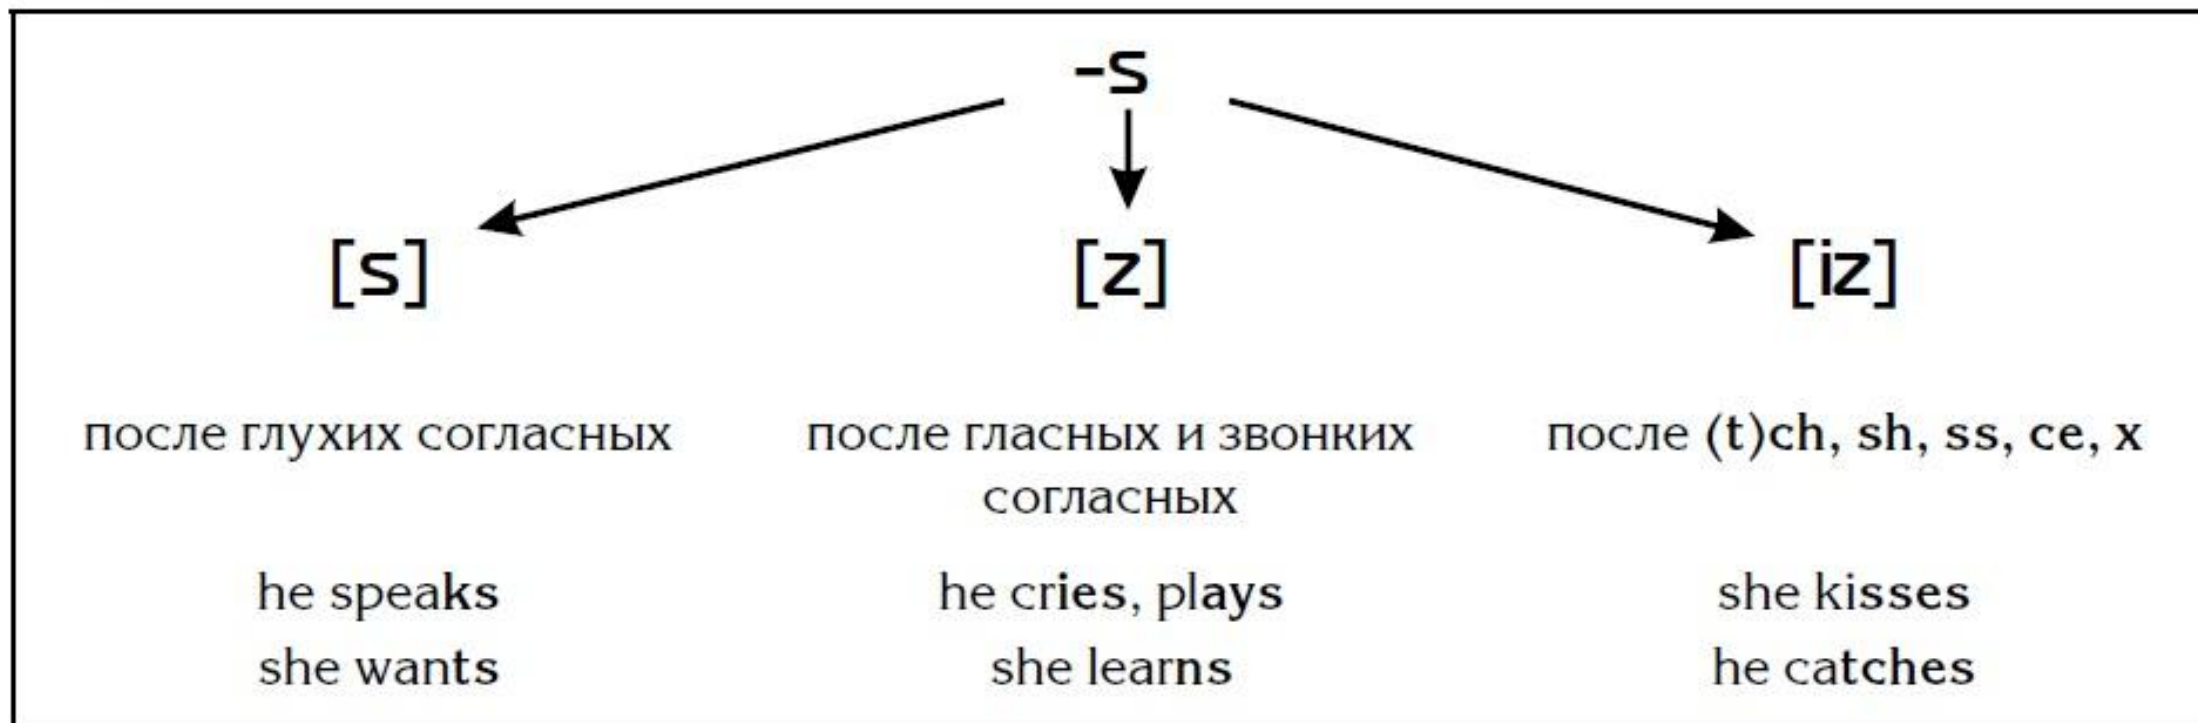 -s
[s] [z] [iz]
после глухих согласных
после гласных и звонких
согласных
после (t)ch, sh, ss, ce, x
he speaks
she wants
he cries, plays
she learns
she kisses
he catches